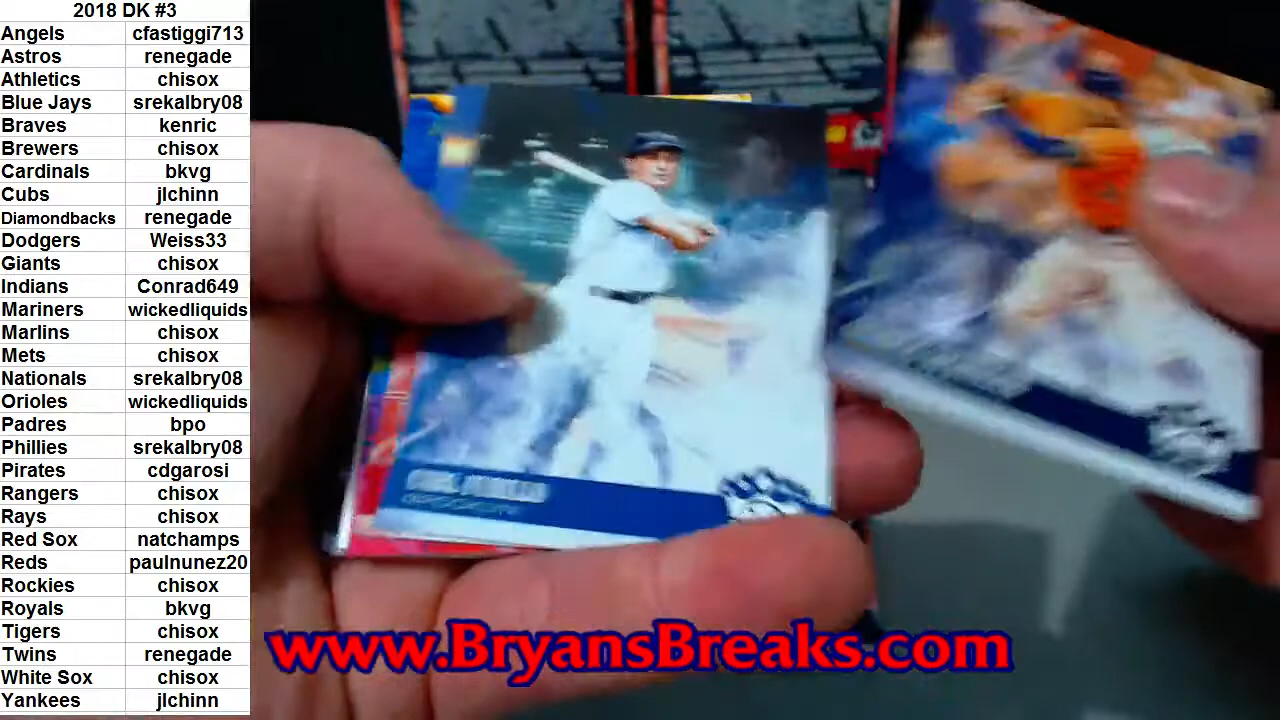 2018 DK #3
Angels cfastiggi713
Astros renegade
Athletics chisox
Blue Jays srekalbry08
Braves kenric
Brewers chisox
Cardinals bkvg
Cubs jlchinn
Diamondbacks renegade
Dodgers Weiss33
Giants chisox
Indians Conrad649
Mariners wickedliquids
Marlins chisox
Mets chisox
Nationals srekalbry08
Orioles wickedliquids
Padres bpo
Phillies srekalbry08
Pirates cdgarosi
Rangers chisox
Rays chisox
Red Sox natchamps
Reds paulnunez20
Rockies chisox
Royals bkvg
Tigers chisox
Twins renegade
White Sox chisox
Yankees jlchinn
www.BryansBreaks.com